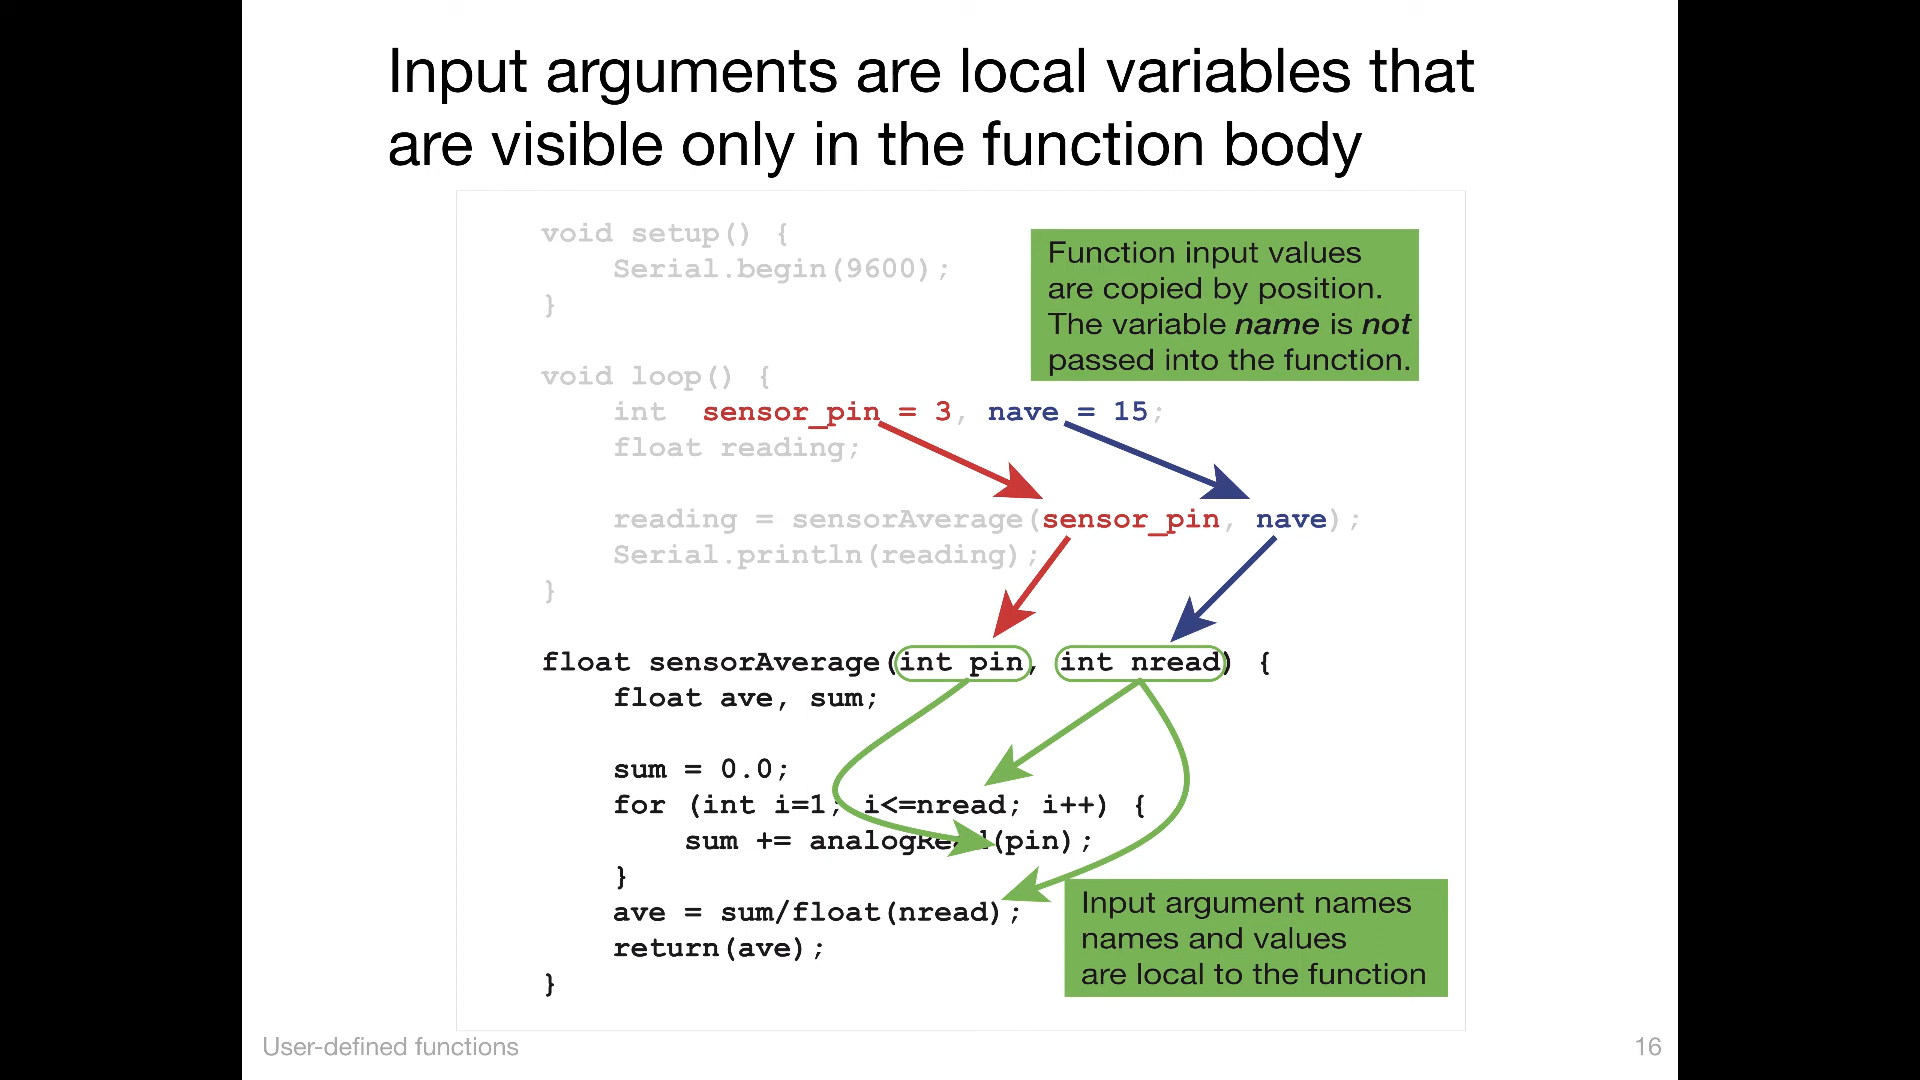 Input arguments are local variables that
are visible only in the function body
void setup() {
Serial.begin(9600);
}
Function input values
are copied by position.
The variable name is not
passed into the function.
void loop() {
int sensor_pin = 3, nave = 15;
float reading;
reading = sensorAverage(sensor_pin, nave);
Serial.println(reading);
}
float sensorAverage(int pin, int nread) {
float ave, sum;
sum = 0.0;
for (int i=1; i<=nread; i++) {
sum += analogRead(pin);
}
ave = sum/float(nread);
return(ave);
}
Input argument names
names and values
are local to the function
User-defined functions
16